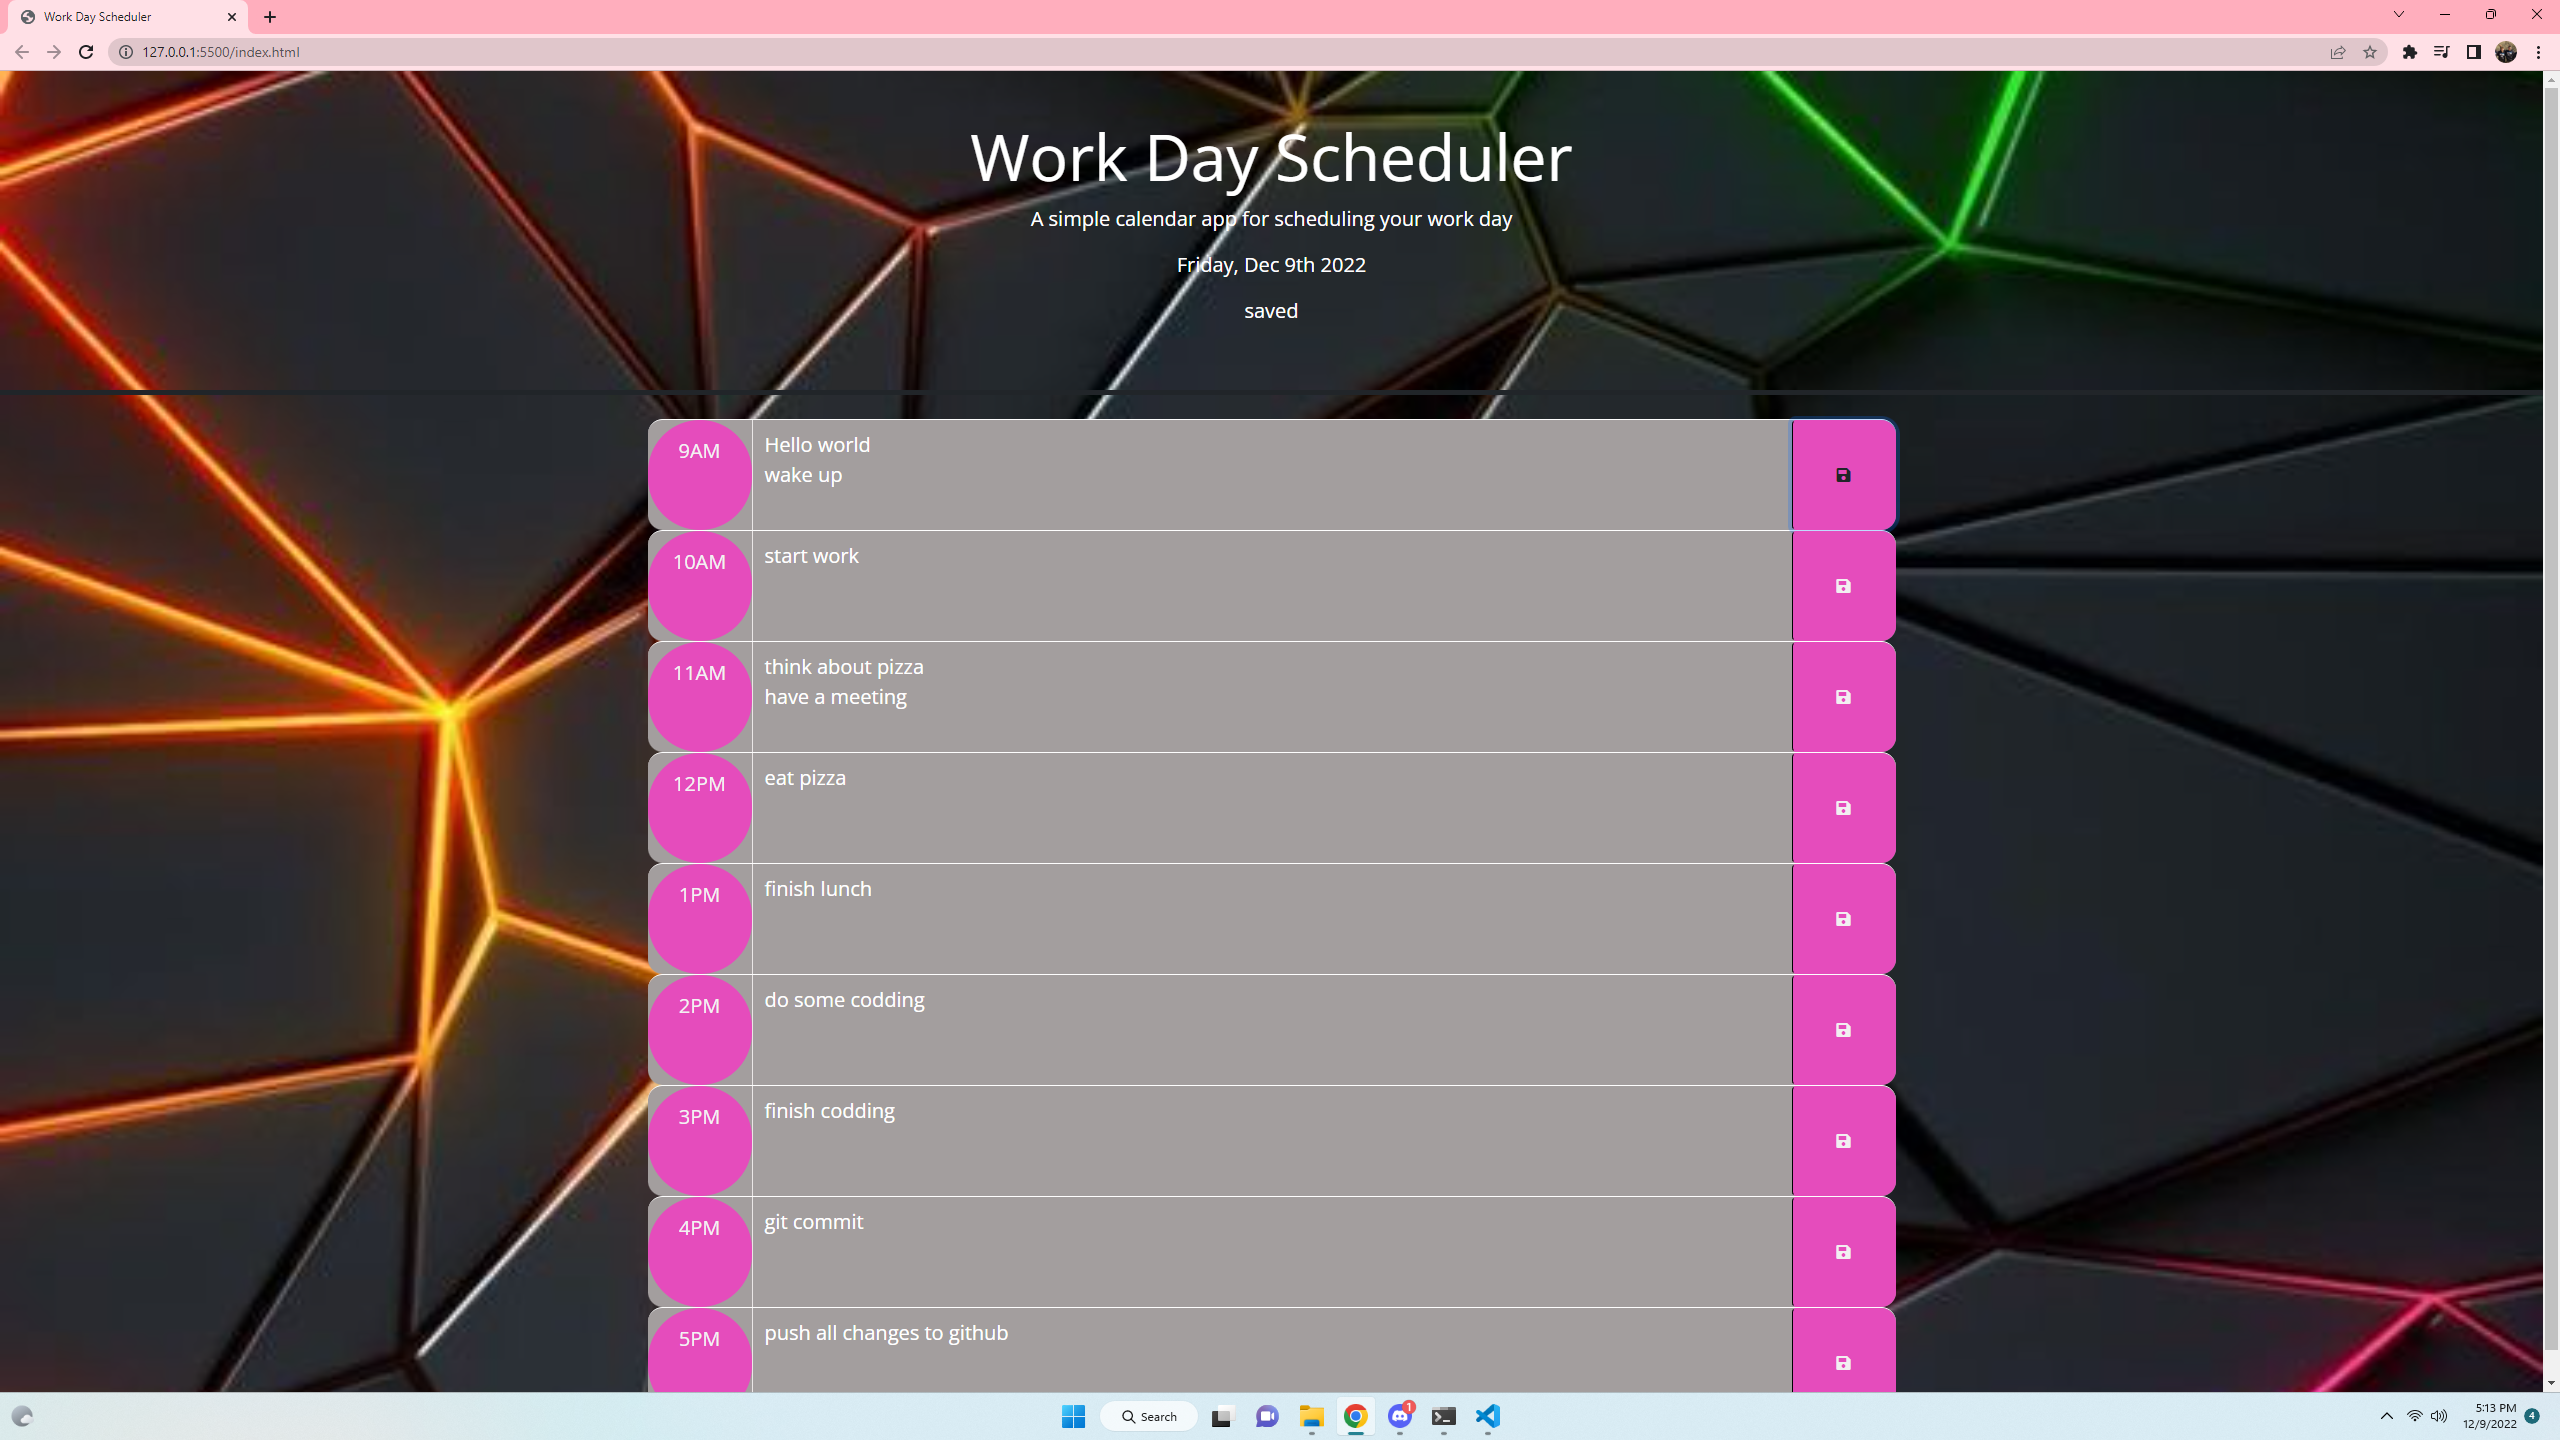 Work Day Scheduler
127.0.0.1:5500/index.html
Work Day Scheduler
A simple calendar app for scheduling your work day
Friday, Dec 9th 2022
saved
9AM
Hello world
wake up
10AM
start work
11AM
think about pizza
have a meeting
12PM
eat pizza
1PM
finish lunch
2PM
do some codding
3PM
finish codding
4PM
git commit
5PM
push all changes to github
Search
1
5:13 PM
12/9/2022
4